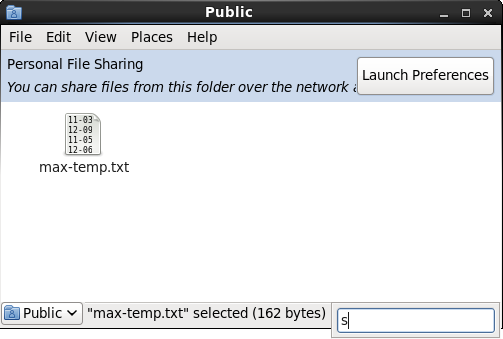 Public
File Edit View Places Help
Personal File Sharing
You can share files from this folder over the network a
Launch Preferences
11-03
12-09
11-05
12-06
max-temp.txt
Public "max-temp.txt" selected (162 bytes)
s